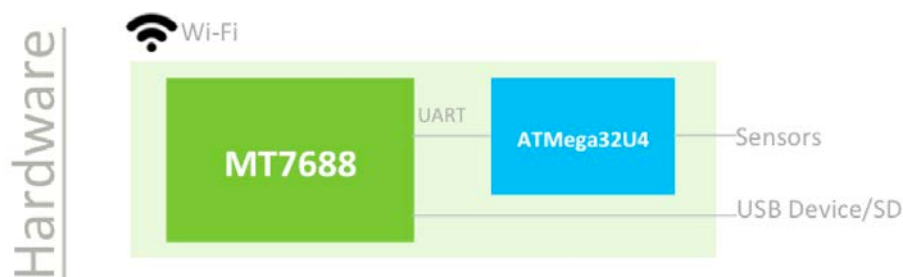 Hardware
Wi-Fi
MT7688
UART
ATMega32U4
Sensors
USB Device/SD